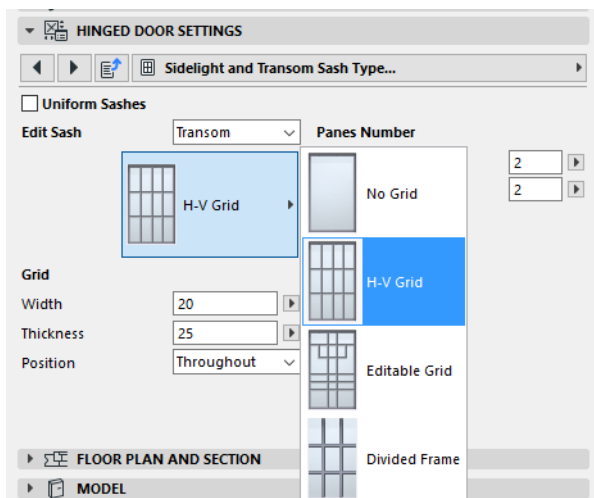 HINGED DOOR SETTINGS
Sidelight and Transom Sash Type...
Uniform Sashes
Edit Sash Transom Panes Number
2
No Grid
2
H-V Grid
H-V Grid
Grid
Width 20
Thickness 25
Position Throughout
Editable Grid
Divided Frame
FLOOR PLAN AND SECTION
MODEL